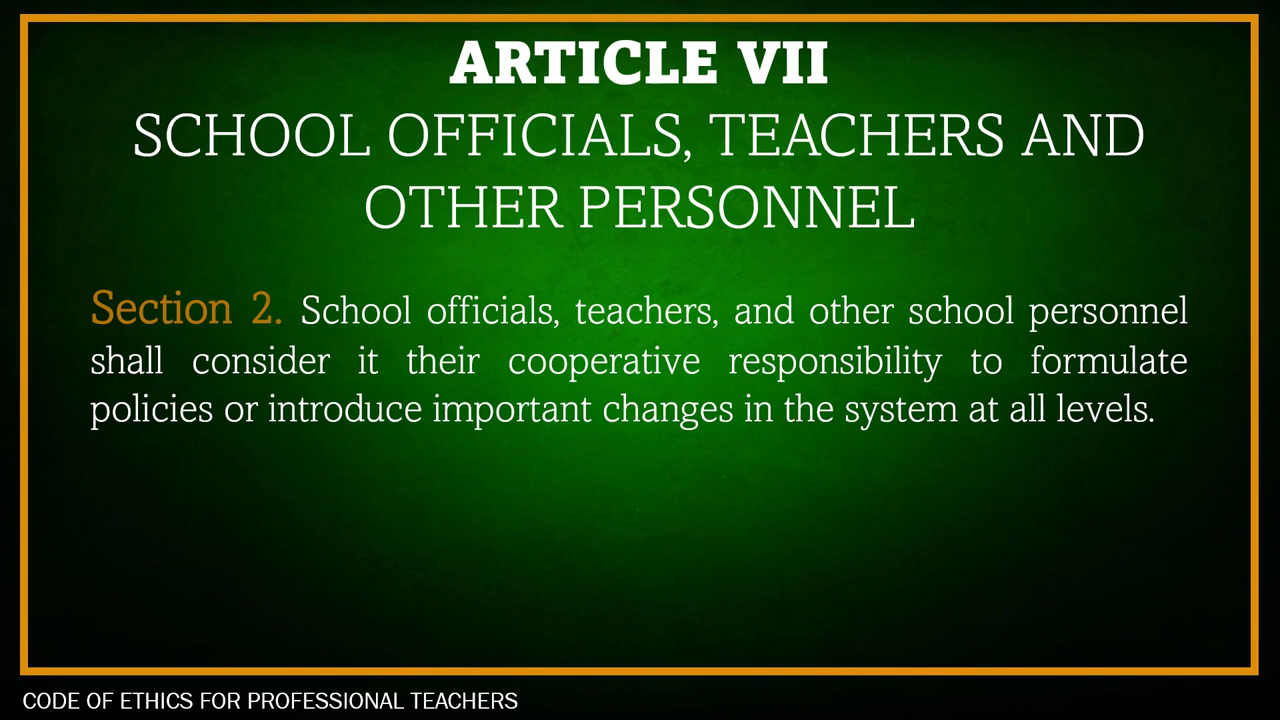 ARTICLE VII
SCHOOL OFFICIALS, TEACHERS AND
OTHER PERSONNEL
Section 2. School officials, teachers, and other school personnel
shall consider it their cooperative responsibility to formulate
policies or introduce important changes in the system at all levels.
CODE OF ETHICS FOR PROFESSIONAL TEACHERS